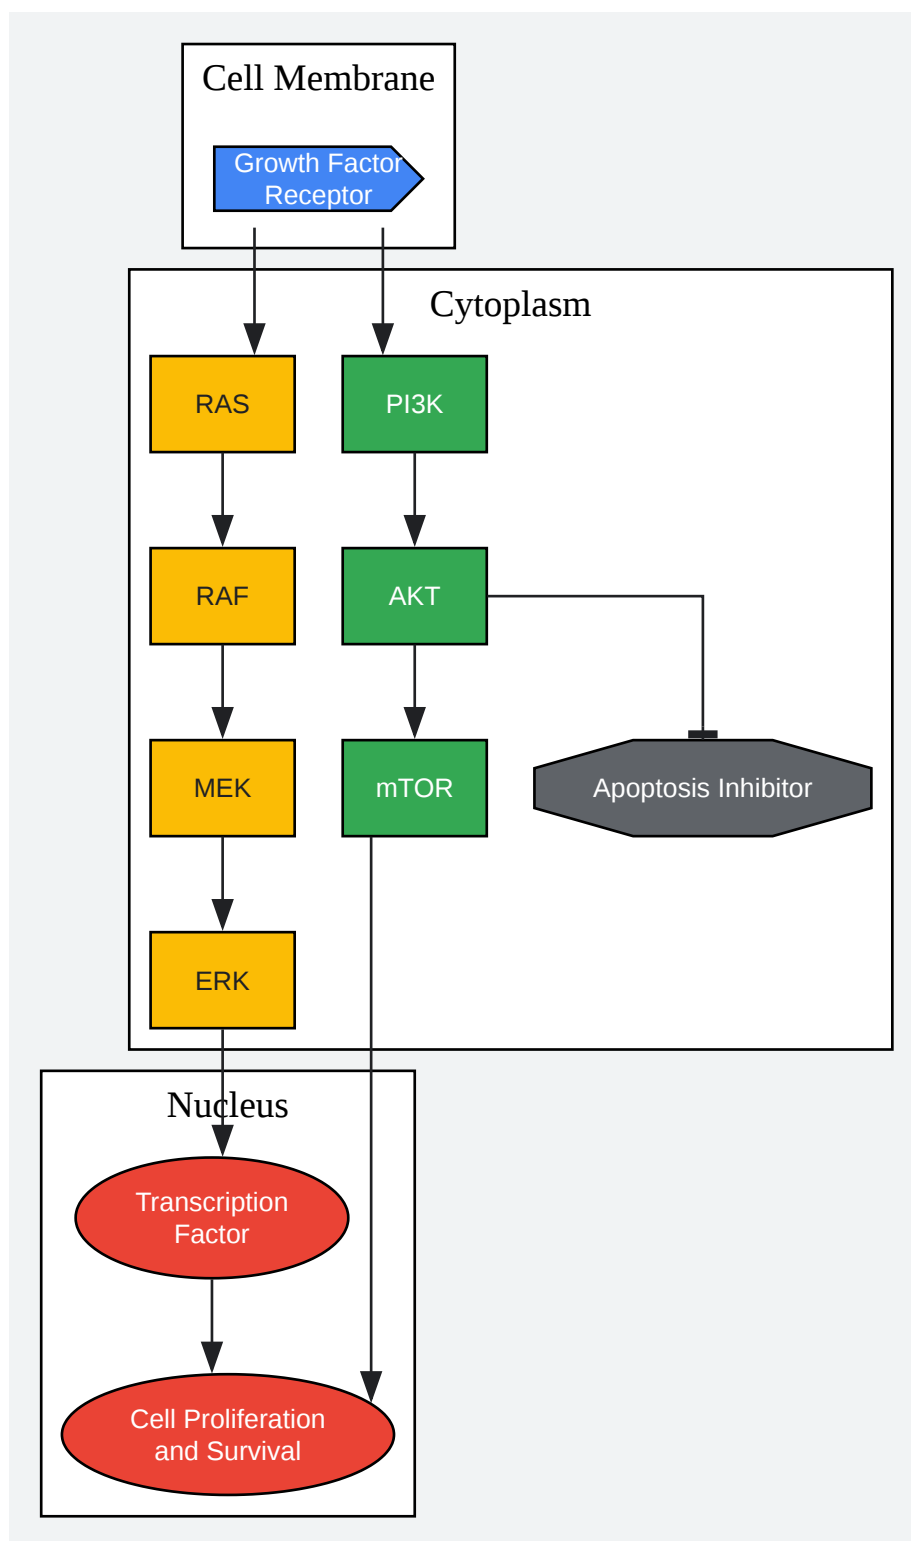 Cell Membrane
Growth Factor
Receptor
Cytoplasm
RAS
PI3K
RAF
AKT
MEK
mTOR
Apoptosis Inhibitor
ERK
Nucleus
Transcription
Factor
Cell Proliferation
and Survival